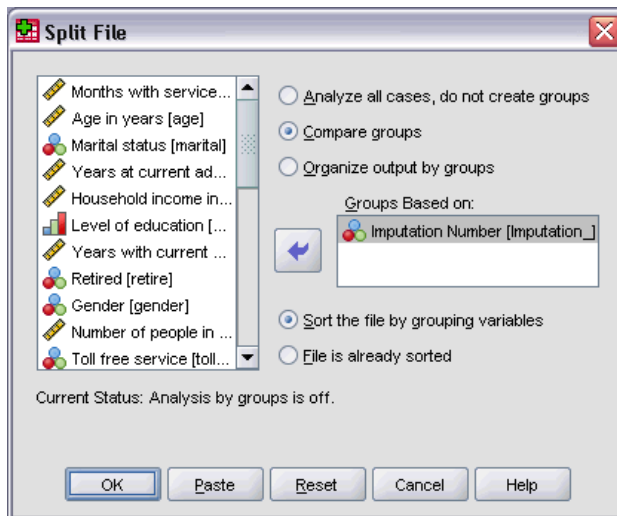 Split File
Months with service...
Age in years [age]
Marital status [marital]
Years at current ad...
Household income in...
Level of education [...
Years with current ...
Retired [retire]
Gender [gender]
Number of people in ...
Toll free service [toll...
Analyze all cases, do not create groups
Compare groups
Organize output by groups
Groups Based on:
Imputation Number [Imputation_]
Sort the file by grouping variables
File is already sorted
Current Status: Analysis by groups is off.
OK Paste Reset Cancel Help